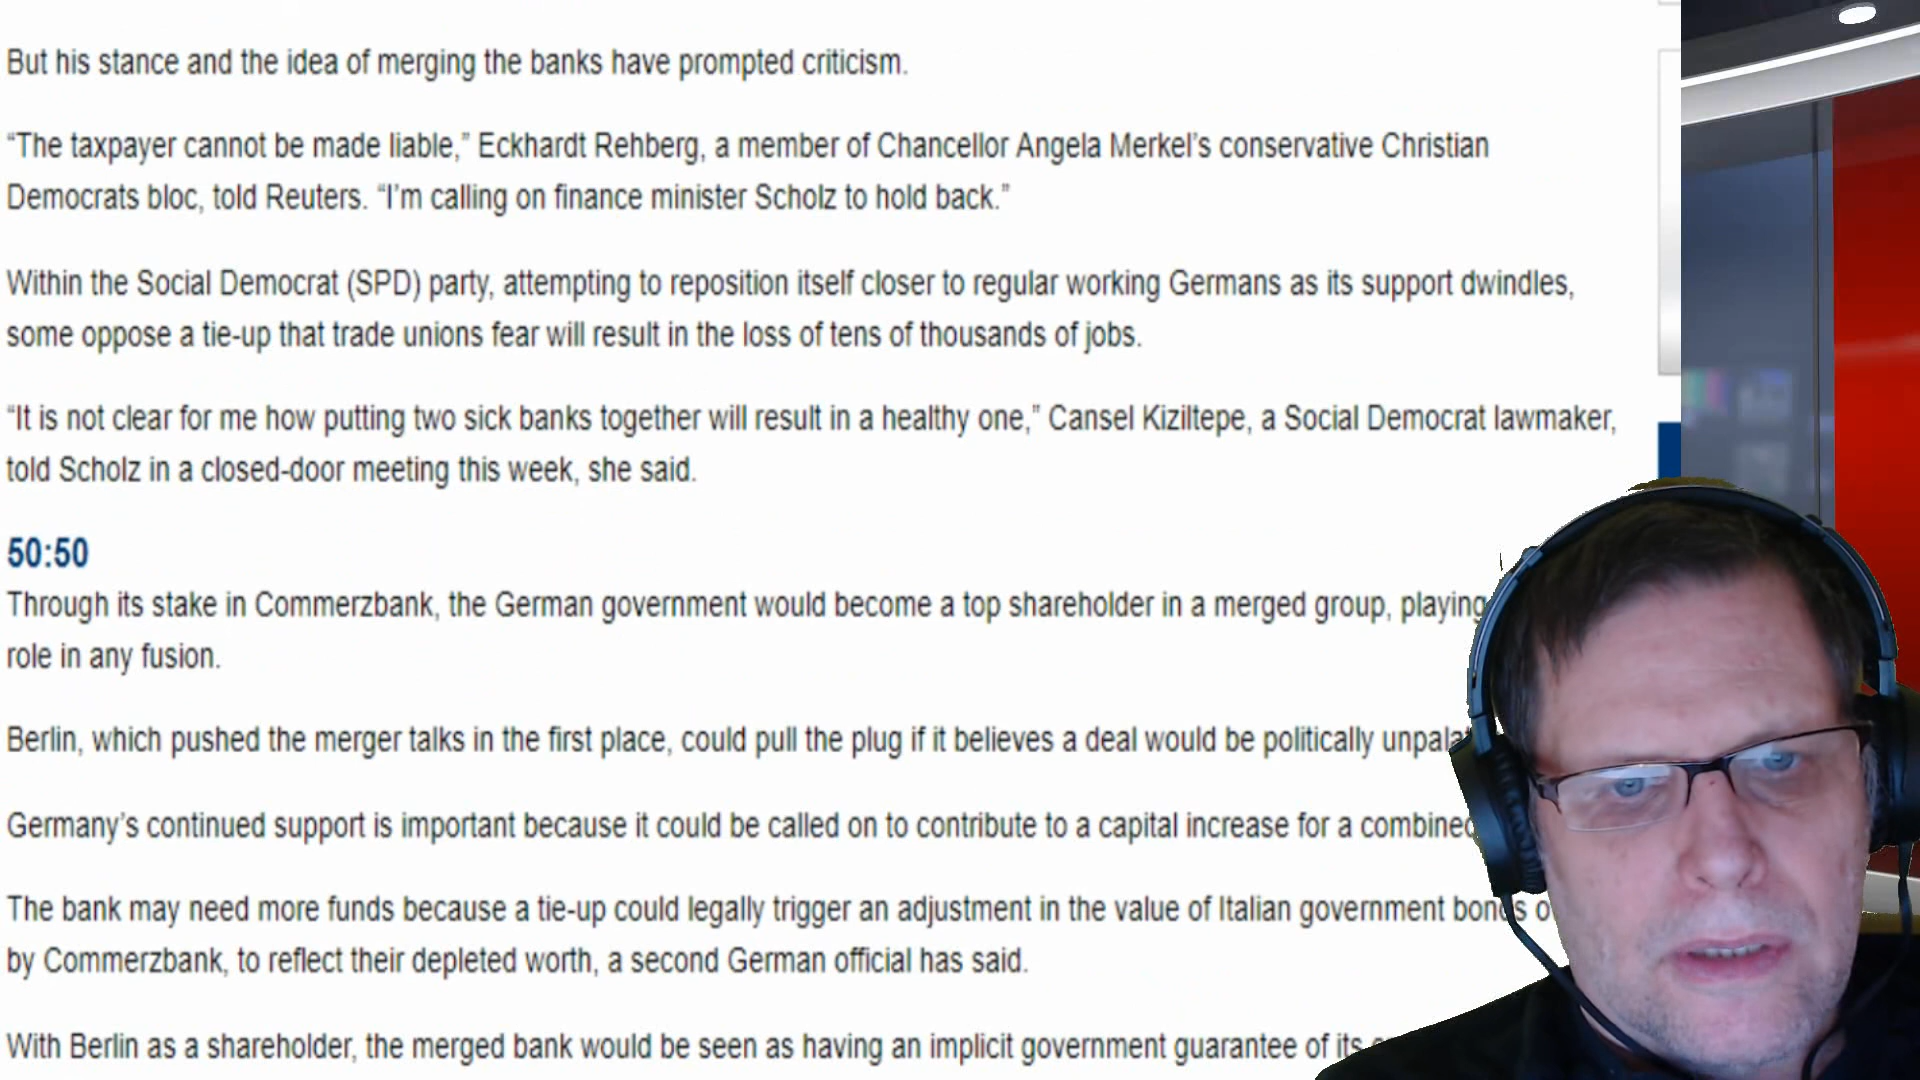 But his stance and the idea of merging the banks have prompted criticism.
“The taxpayer cannot be made liable,” Eckhardt Rehberg, a member of Chancellor Angela Merkel’s conservative Christian
Democrats bloc, told Reuters. “I’m calling on finance minister Scholz to hold back.”
Within the Social Democrat (SPD) party, attempting to reposition itself closer to regular working Germans as its support dwindles,
some oppose a tie-up that trade unions fear will result in the loss of tens of thousands of jobs.
“It is not clear for me how putting two sick banks together will result in a healthy one,” Cansel Kiziltepe, a Social Democrat lawmaker,
told Scholz in a closed-door meeting this week, she said.
50:50
Through its stake in Commerzbank, the German government would become a top shareholder in a merged group, playing
role in any fusion.
Berlin, which pushed the merger talks in the first place, could pull the plug if it believes a deal would be politically
Germany’s continued support is important because it could be called on to contribute to a capital increase for a
The bank may need more funds because a tie-up could legally trigger an adjustment in the value of Italian government bonds
by Commerzbank, to reflect their depleted worth, a second German official has said.
With Berlin as a shareholder, the merged bank would be seen as having an implicit government guarantee of its